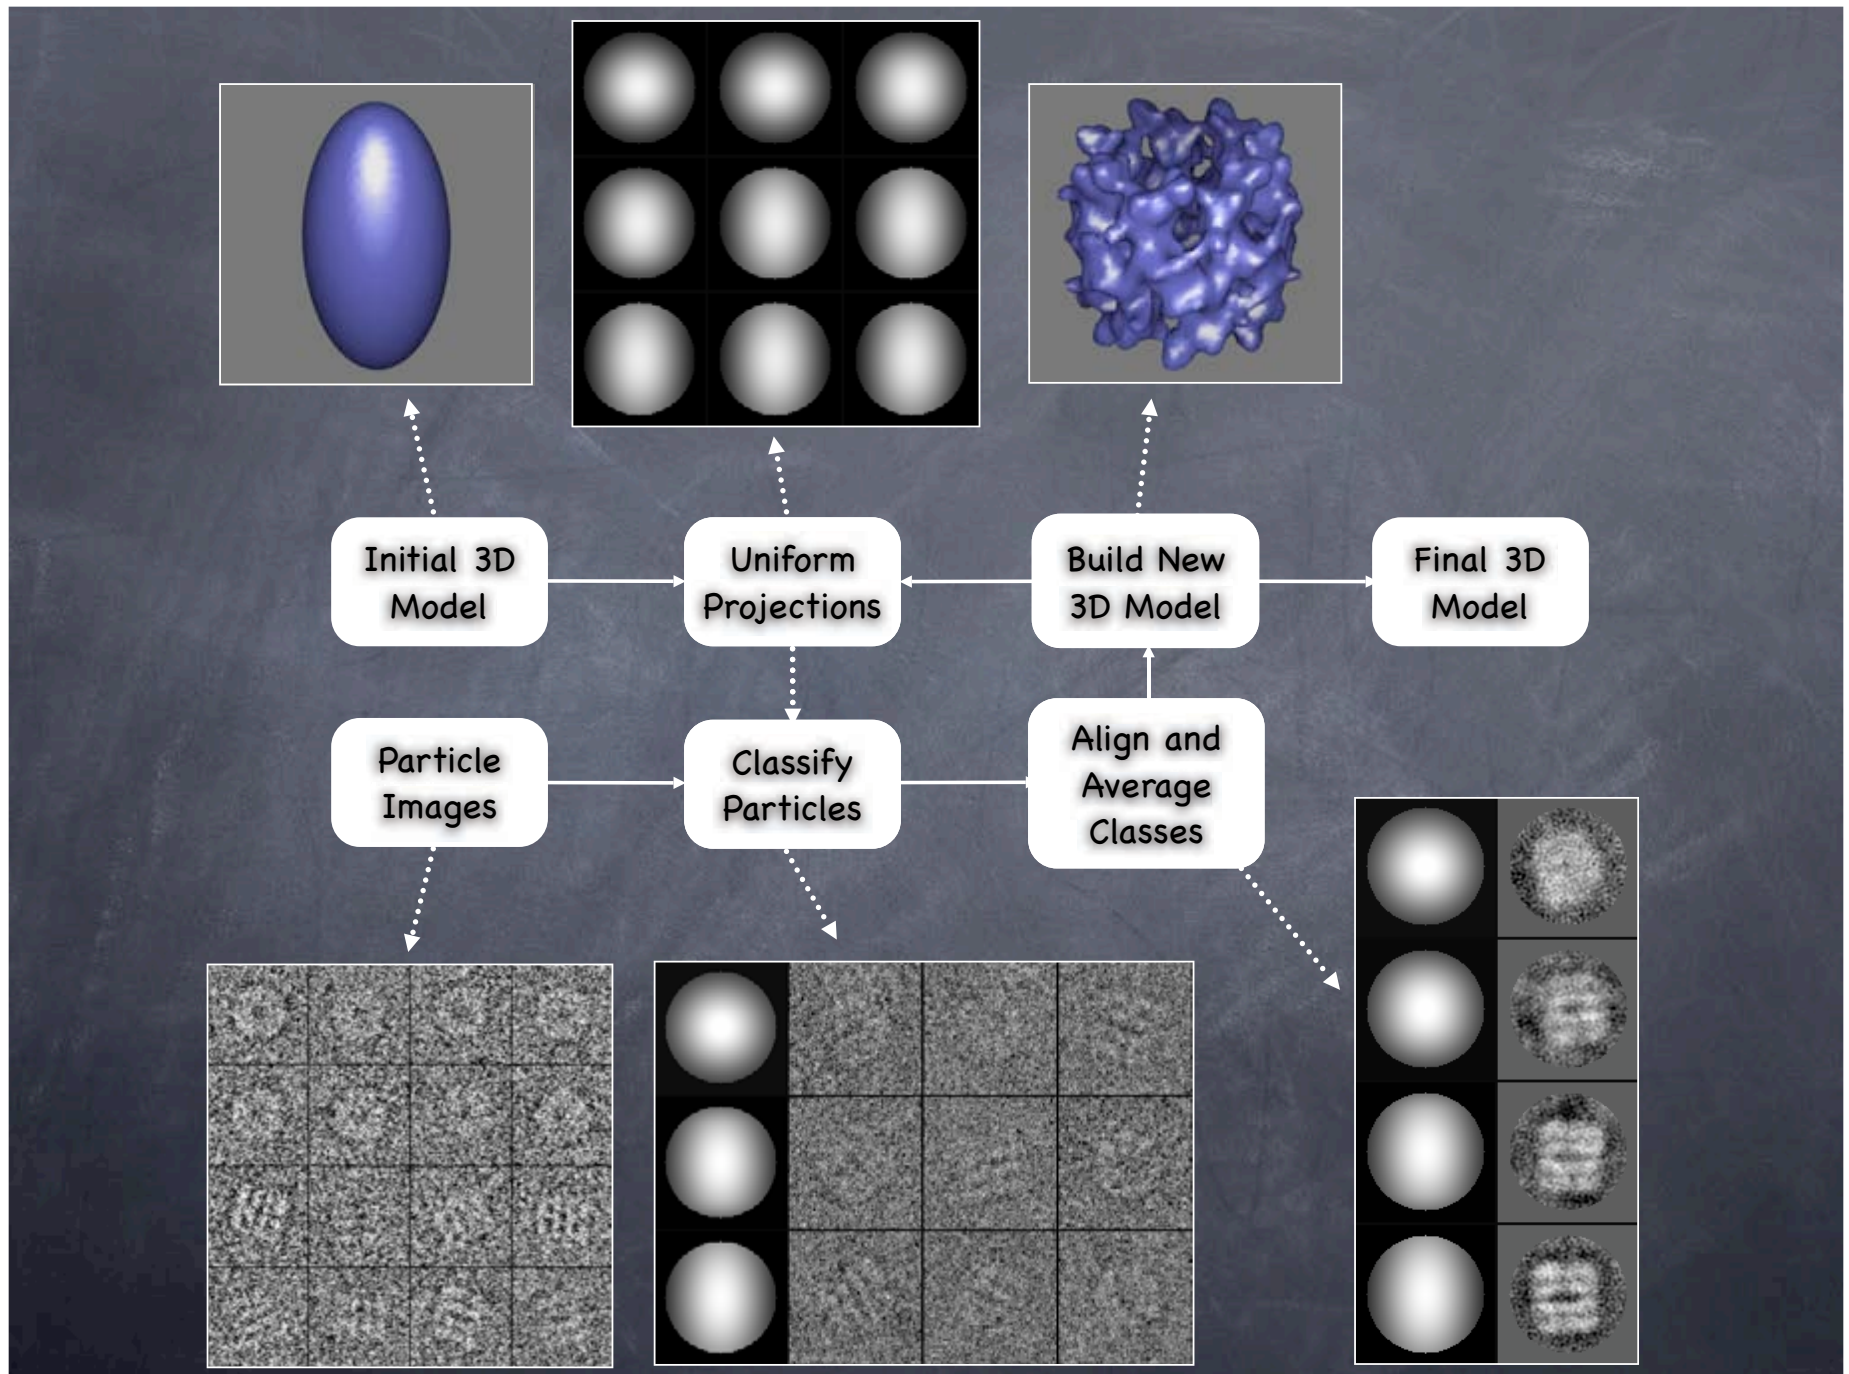 Initial 3D
Model
Uniform
Projections
Build New
3D Model
Final 3D
Model
Particle
Images
Classify
Particles
Align and
Average
Classes